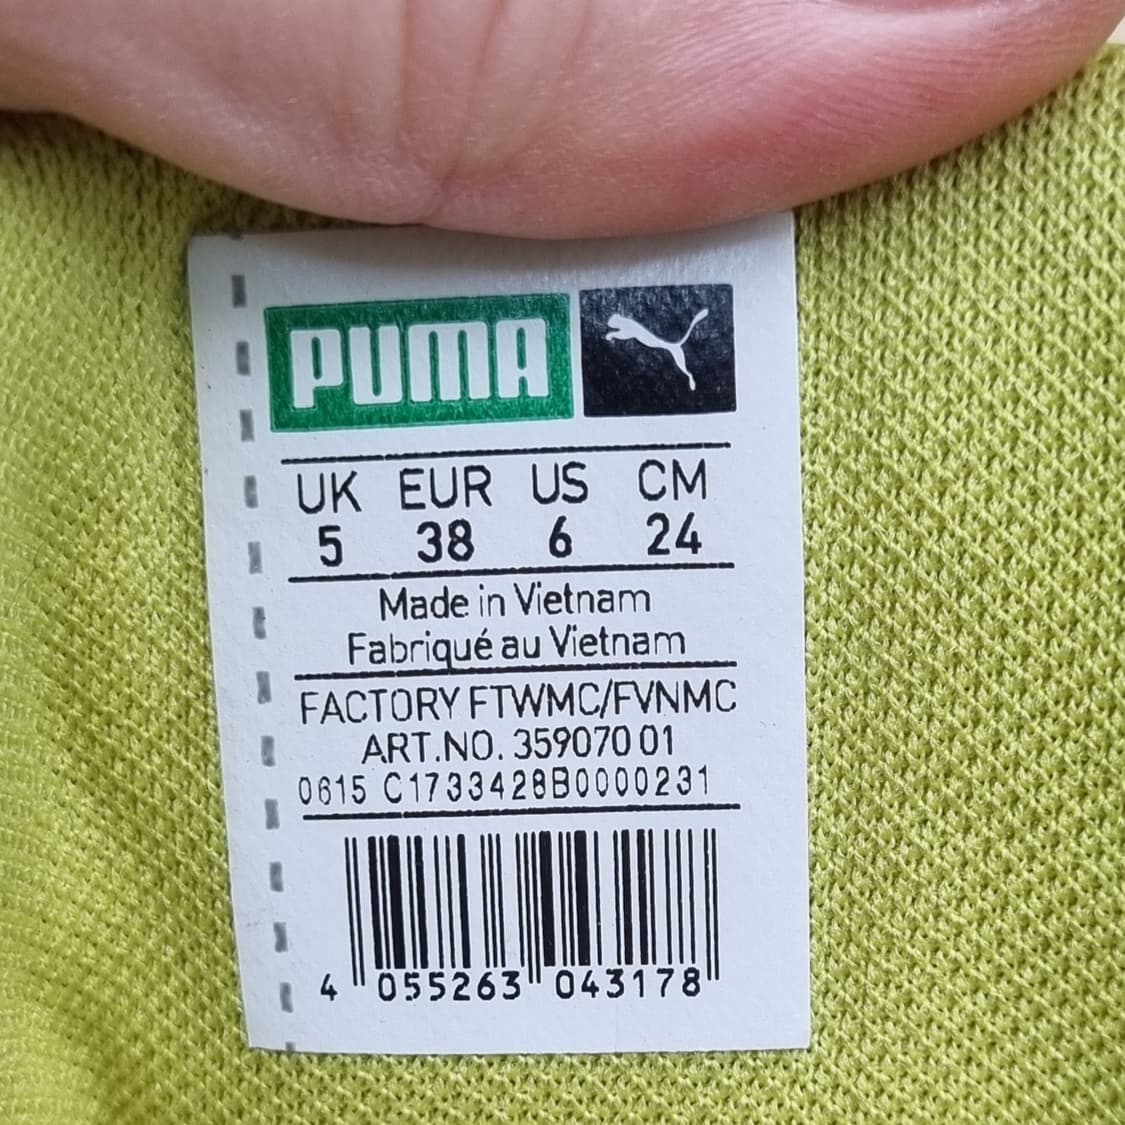 PUMA
UK EUR US CM
5 38 6 24
Made in Vietnam
Fabriqué au Vietnam
FACTORY FTWMC/FVNMC
ART.NO. 359070 01
0615 C1733428B0000231
4 055263 043178